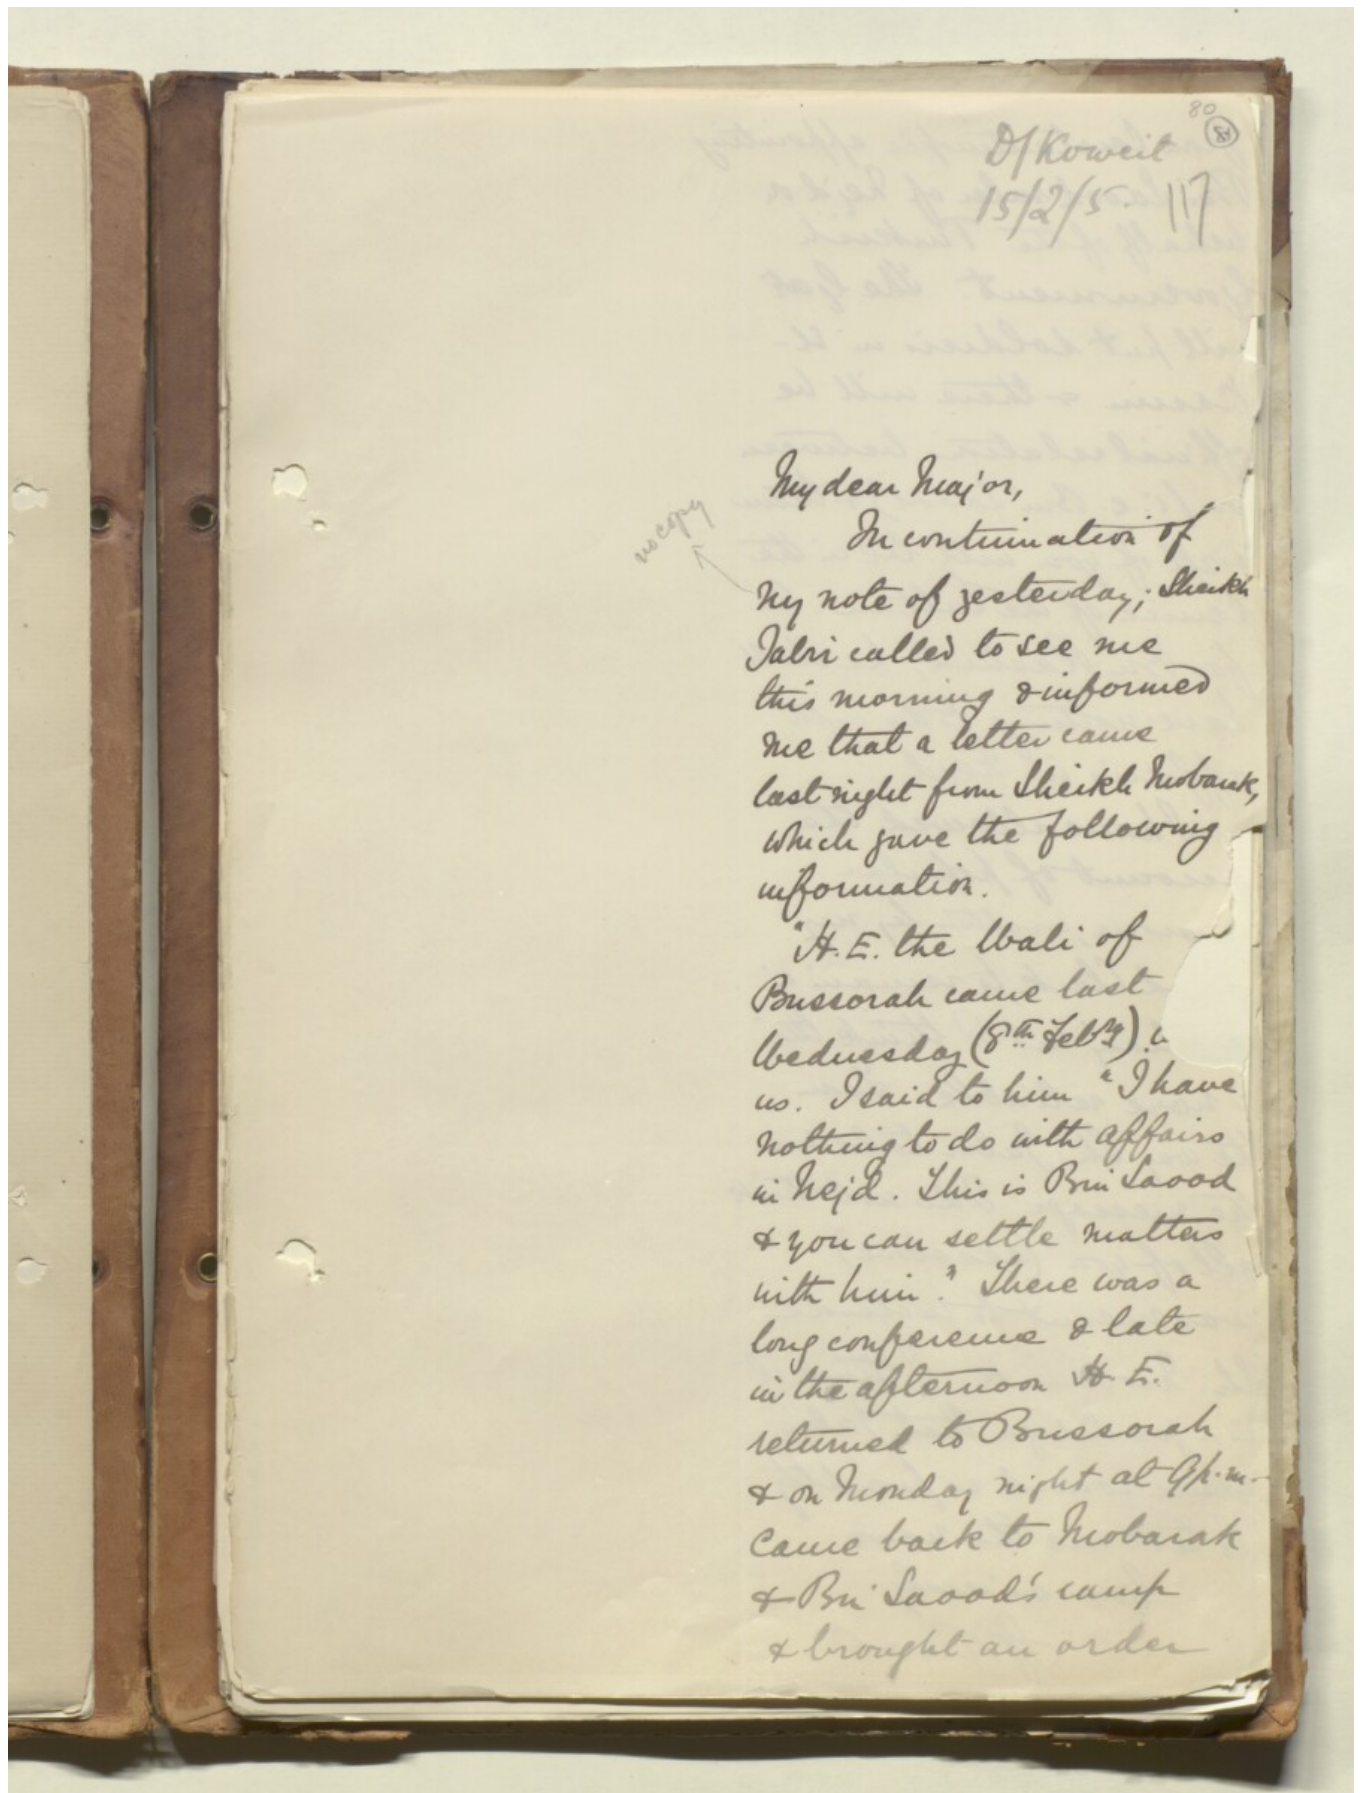 80
D/Koweit
15/2/5. 117
My dear Major,
In continuation of
no copy
my note of yesterday; Sheikh
Jabri called to see me
this morning & informed
me that a letter came
last night from Sheikh Mobarak,
which gave the following
information.
"H.E. the Wali of
Bussorah came last
Wednesday (8th Febry)
us. I said to him "I have
nothing to do with affairs
in Nejd. This is Bin Saood
& you can settle matters
with him". There was a
long conference & late
in the afternoon H.E.
returned to Bussorah
& on Monday night at 9 p.m.
came back to Mobarak
& Bin Saood's camp
& brought an order